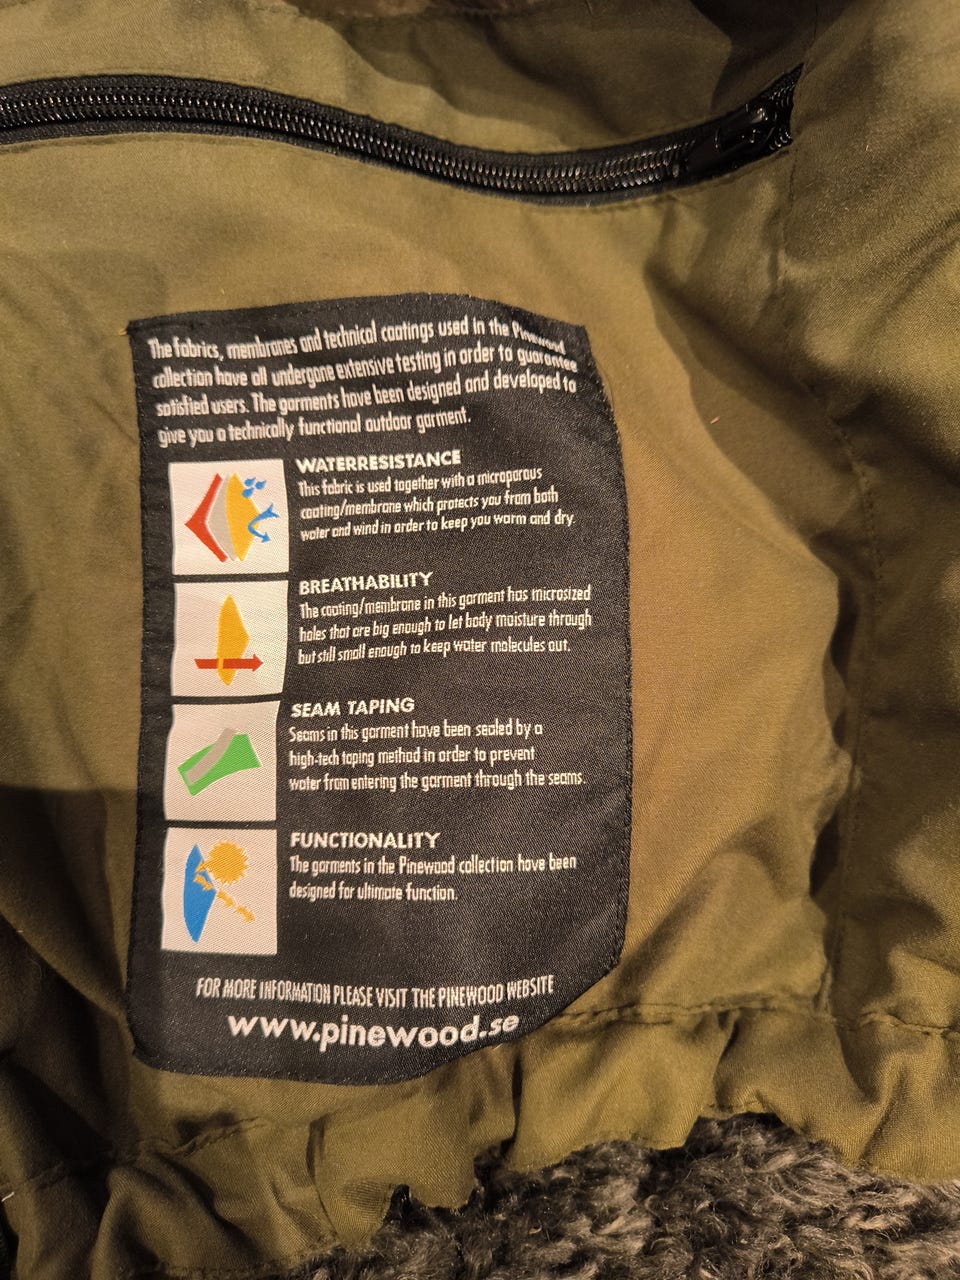 The fabrics, membranes and technical coatings used in the Pinewood
collection have all undergone extensive testing in order to guarantee
satisfied users. The garments have been designed and developed to
give you a technically functional outdoor garment.
WATERRESISTANCE
This fabric is used together with a microporous
coating/membrane which protects you from both
water and wind in order to keep you warm and dry.
BREATHABILITY
The coating/membrane in this garment has microsized
holes that are big enough to let body moisture through
but still small enough to keep water molecules out.
SEAM TAPING
Seams in this garment have been sealed by a
high-tech taping method in order to prevent
water from entering the garment through the seams.
FUNCTIONALITY
The garments in the Pinewood collection have been
designed for ultimate function.
FOR MORE INFORMATION PLEASE VISIT THE PINEWOOD WEBSITE
www.pinewood.se